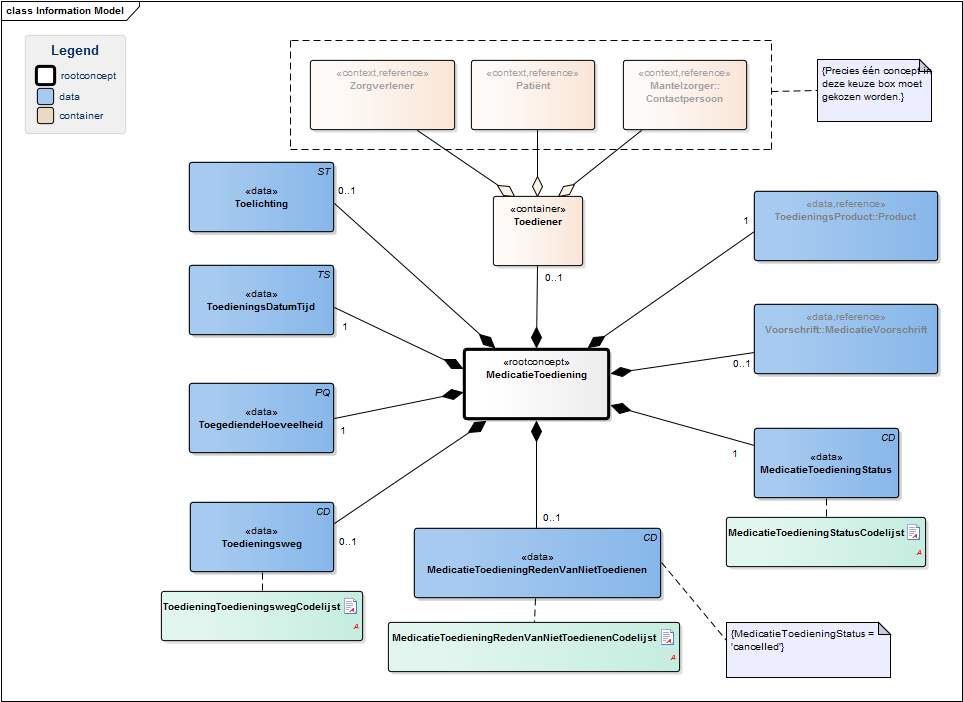 class Information Model
Legend
rootconcept
data
container
«context,reference»
Zorgverlener
«context,reference»
Patiënt
«context,reference»
Mantelzorger::
Contactpersoon
{Precies één concept in
deze keuze box moet
gekozen worden.}
ST
«data»
Toelichting
0..1
«container»
Toediener
0..1
«data,reference»
ToedieningsProduct::Product
1
TS
«data»
ToedieningsDatumTijd
1
«data,reference»
Voorschrift::MedicatieVoorschrift
0..1
«rootconcept»
MedicatieToediening
PQ
«data»
ToegediendeHoeveelheid
1
CD
«data»
MedicatieToedieningStatus
1
MedicatieToedieningStatusCodelijst
A
CD
«data»
Toedieningsweg
0..1
ToedieningToedieningswegCodelijst
A
0..1
CD
«data»
MedicatieToedieningRedenVanNietToedienen
MedicatieToedieningRedenVanNietToedienenCodelijst
A
{MedicatieToedieningStatus =
'cancelled'}